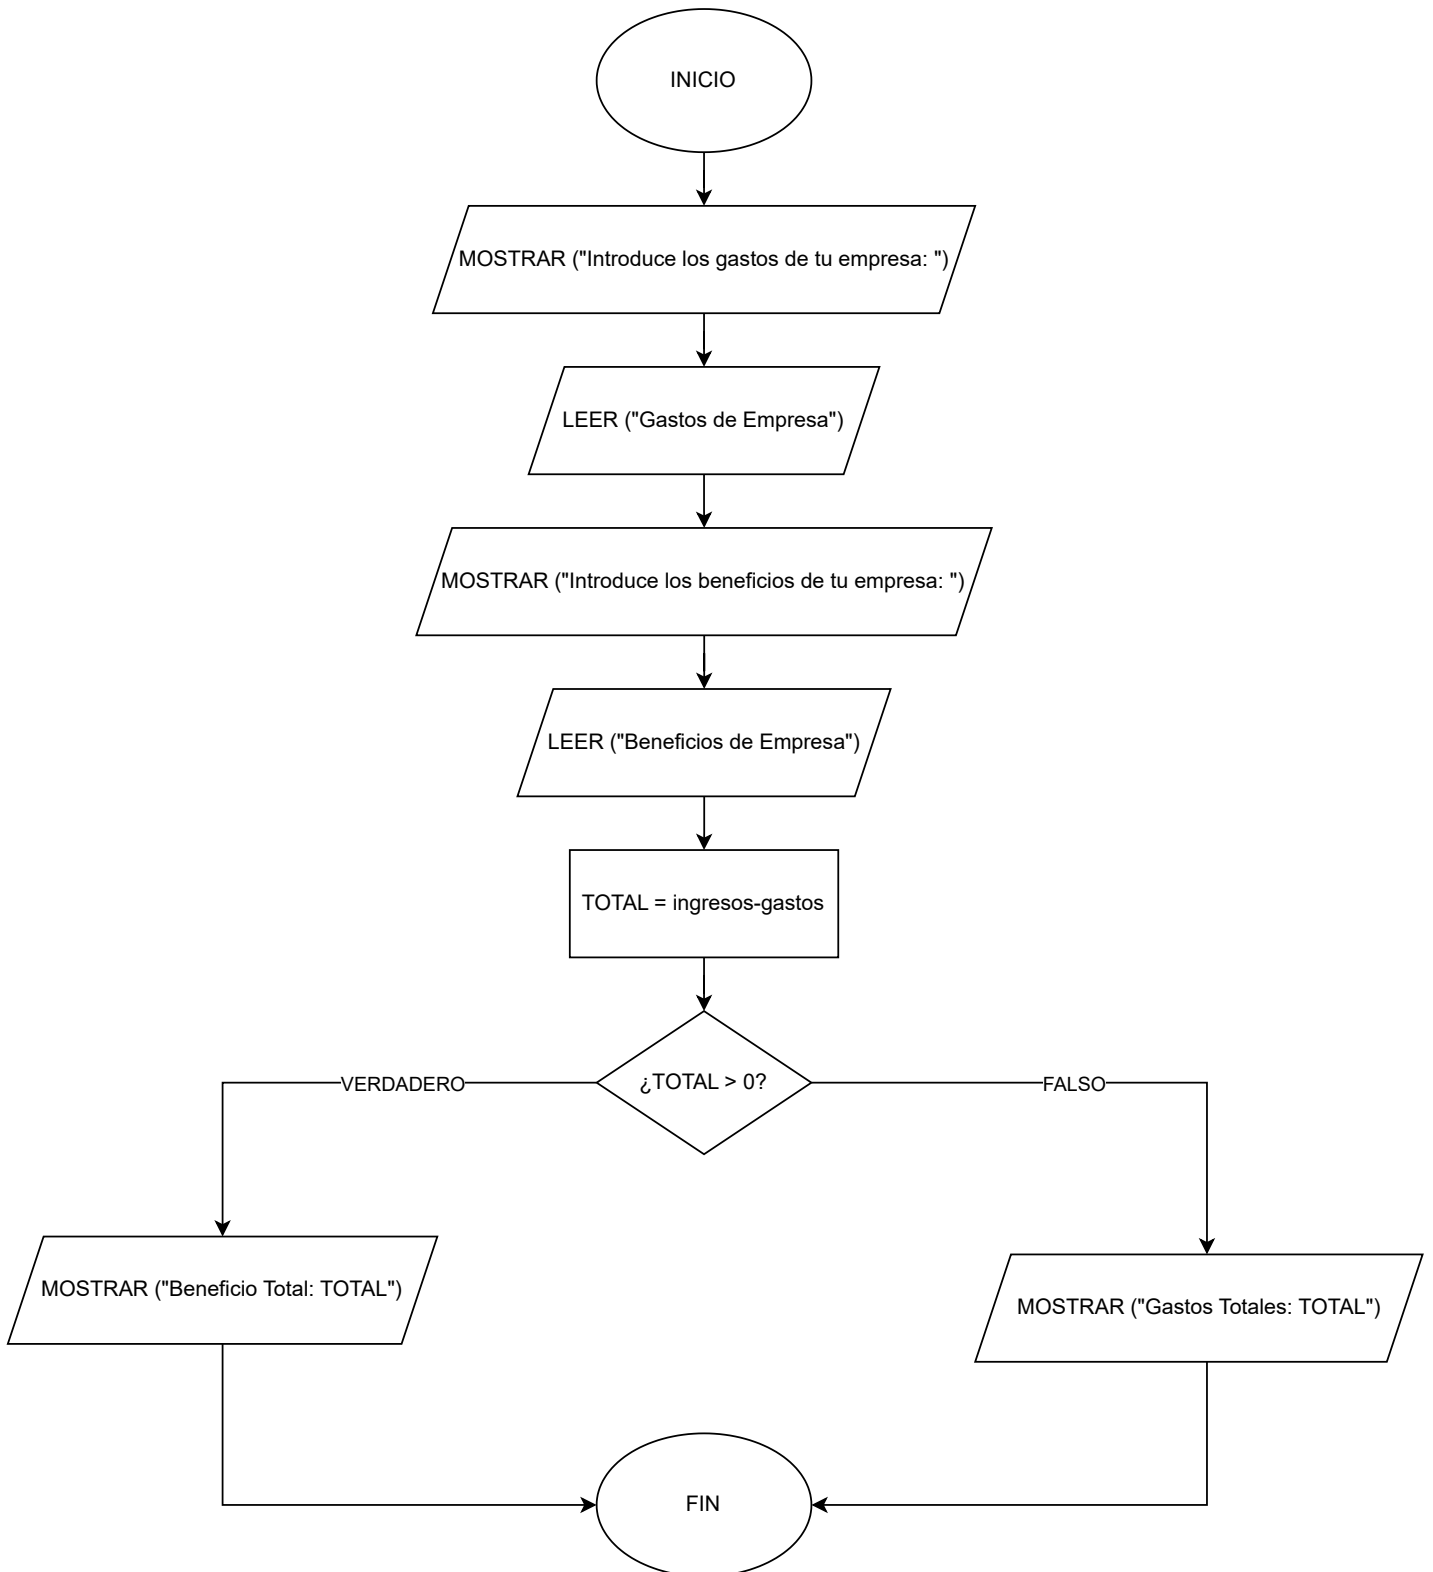 INICIO
MOSTRAR ("Introduce los gastos de tu empresa: ")
LEER ("Gastos de Empresa")
MOSTRAR ("Introduce los beneficios de tu empresa: ")
LEER ("Beneficios de Empresa")
TOTAL = ingresos-gastos
¿TOTAL > 0?
VERDADERO
FALSO
MOSTRAR ("Beneficio Total: TOTAL")
MOSTRAR ("Gastos Totales: TOTAL")
FIN